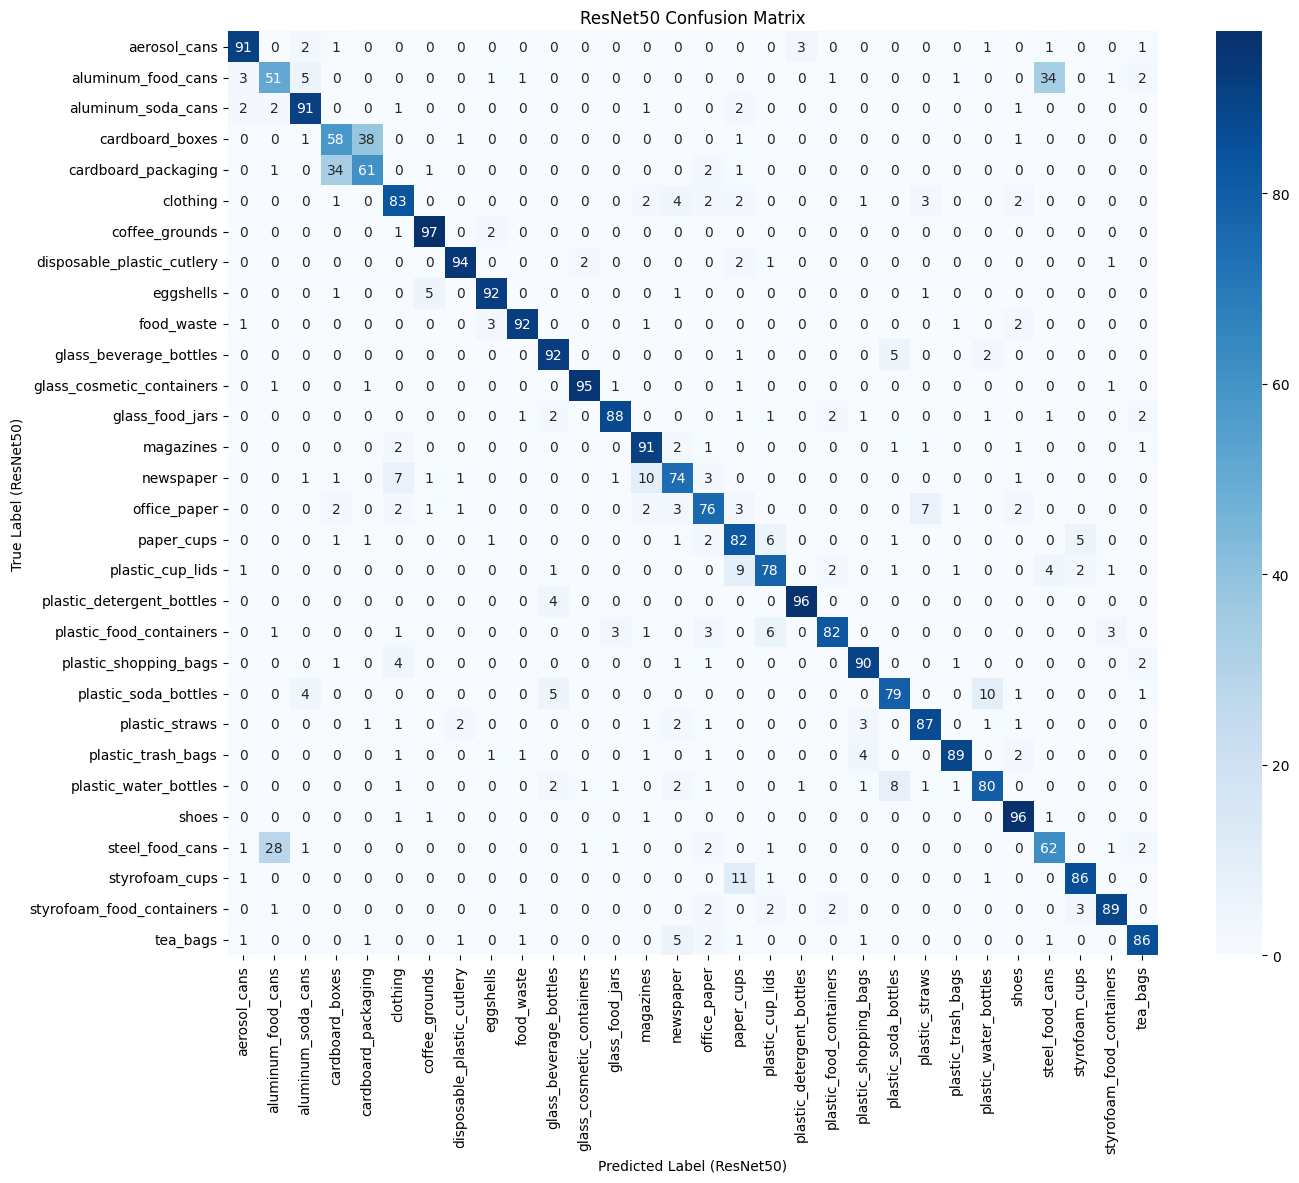 ResNet50 Confusion Matrix
True Label (ResNet50)
aerosol_cans 91 0 2 1 0 0 0 0 0 0 0 0 0 0 0 0 0 0 3 0 0 0 0 0 1 0 1 0 0 1
aluminum_food_cans 3 51 5 0 0 0 0 0 1 1 0 0 0 0 0 0 0 0 0 1 0 0 0 1 0 0 34 0 1 2
aluminum_soda_cans 2 2 91 0 0 1 0 0 0 0 0 0 0 1 0 0 2 0 0 0 0 0 0 0 0 1 0 0 0 0
cardboard_boxes 0 0 1 58 38 0 0 1 0 0 0 0 0 0 0 0 1 0 0 0 0 0 0 0 0 1 0 0 0 0
cardboard_packaging 0 1 0 34 61 0 1 0 0 0 0 0 0 0 0 2 1 0 0 0 0 0 0 0 0 0 0 0 0 0
clothing 0 0 0 1 0 83 0 0 0 0 0 0 0 2 4 2 2 0 0 0 1 0 3 0 0 2 0 0 0 0
coffee_grounds 0 0 0 0 0 1 97 0 2 0 0 0 0 0 0 0 0 0 0 0 0 0 0 0 0 0 0 0 0 0
disposable_plastic_cutlery 0 0 0 0 0 0 0 94 0 0 0 2 0 0 0 0 2 1 0 0 0 0 0 0 0 0 0 0 1 0
eggshells 0 0 0 1 0 0 5 0 92 0 0 0 0 0 1 0 0 0 0 0 0 0 1 0 0 0 0 0 0 0
food_waste 1 0 0 0 0 0 0 0 3 92 0 0 0 1 0 0 0 0 0 0 0 0 0 1 0 2 0 0 0 0
glass_beverage_bottles 0 0 0 0 0 0 0 0 0 0 92 0 0 0 0 0 1 0 0 0 0 5 0 0 2 0 0 0 0 0
glass_cosmetic_containers 0 1 0 0 1 0 0 0 0 0 0 95 1 0 0 0 1 0 0 0 0 0 0 0 0 0 0 0 1 0
glass_food_jars 0 0 0 0 0 0 0 0 0 1 2 0 88 0 0 0 1 1 0 2 1 0 0 0 1 0 1 0 0 2
magazines 0 0 0 0 0 2 0 0 0 0 0 0 0 91 2 1 0 0 0 0 0 1 1 0 0 1 0 0 0 1
newspaper 0 0 1 1 0 7 1 1 0 0 0 0 1 10 74 3 0 0 0 0 0 0 0 0 0 1 0 0 0 0
office_paper 0 0 0 2 0 2 1 1 0 0 0 0 0 2 3 76 3 0 0 0 0 0 7 1 0 2 0 0 0 0
paper_cups 0 0 0 1 1 0 0 0 1 0 0 0 0 0 1 2 82 6 0 0 0 1 0 0 0 0 0 5 0 0
plastic_cup_lids 1 0 0 0 0 0 0 0 0 0 1 0 0 0 0 0 9 78 0 2 0 1 0 1 0 0 4 2 1 0
plastic_detergent_bottles 0 0 0 0 0 0 0 0 0 0 4 0 0 0 0 0 0 0 96 0 0 0 0 0 0 0 0 0 0 0
plastic_food_containers 0 1 0 0 0 1 0 0 0 0 0 0 3 1 0 3 0 6 0 82 0 0 0 0 0 0 0 0 3 0
plastic_shopping_bags 0 0 0 1 0 4 0 0 0 0 0 0 0 0 1 1 0 0 0 0 90 0 0 1 0 0 0 0 0 2
plastic_soda_bottles 0 0 4 0 0 0 0 0 0 0 5 0 0 0 0 0 0 0 0 0 0 79 0 0 10 1 0 0 0 1
plastic_straws 0 0 0 0 1 1 0 2 0 0 0 0 0 1 2 1 0 0 0 0 3 0 87 0 1 1 0 0 0 0
plastic_trash_bags 0 0 0 0 0 1 0 0 1 1 0 0 0 1 0 1 0 0 0 0 4 0 0 89 0 2 0 0 0 0
plastic_water_bottles 0 0 0 0 0 1 0 0 0 0 2 1 1 0 2 1 0 0 1 0 1 8 1 1 80 0 0 0 0 0
shoes 0 0 0 0 0 1 1 0 0 0 0 0 0 1 0 0 0 0 0 0 0 0 0 0 0 96 1 0 0 0
steel_food_cans 1 28 1 0 0 0 0 0 0 0 0 1 1 0 0 2 0 1 0 0 0 0 0 0 0 0 62 0 1 2
styrofoam_cups 1 0 0 0 0 0 0 0 0 0 0 0 0 0 0 0 11 1 0 0 0 0 0 0 1 0 0 86 0 0
styrofoam_food_containers 0 1 0 0 0 0 0 0 0 1 0 0 0 0 0 2 0 2 0 2 0 0 0 0 0 0 0 3 89 0
tea_bags 1 0 0 0 1 0 0 1 0 1 0 0 0 0 5 2 1 0 0 0 1 0 0 0 0 0 1 0 0 86
aerosol_cans
aluminum_food_cans
aluminum_soda_cans
cardboard_boxes
cardboard_packaging
clothing
coffee_grounds
disposable_plastic_cutlery
eggshells
food_waste
glass_beverage_bottles
glass_cosmetic_containers
glass_food_jars
magazines
newspaper
office_paper
paper_cups
plastic_cup_lids
plastic_detergent_bottles
plastic_food_containers
plastic_shopping_bags
plastic_soda_bottles
plastic_straws
plastic_trash_bags
plastic_water_bottles
shoes
steel_food_cans
styrofoam_cups
styrofoam_food_containers
tea_bags
Predicted Label (ResNet50)
80
60
40
20
0